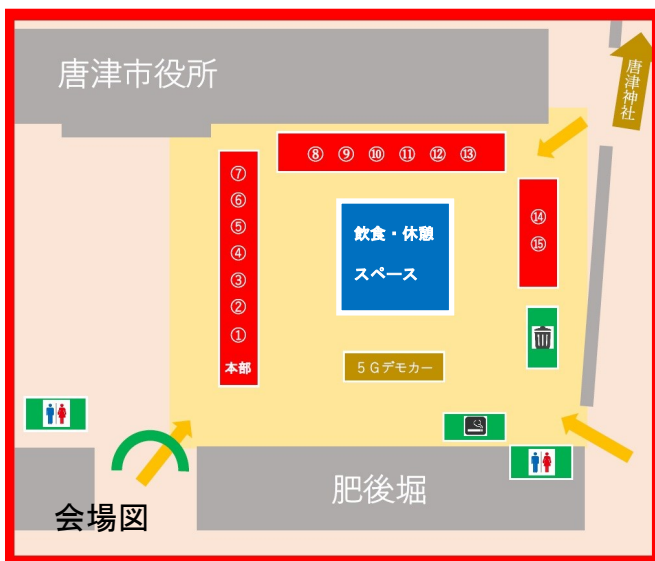 唐津市役所
唐津神社
⑧ ⑨ ⑩ ⑪ ⑫ ⑬
⑦
⑥
⑤
④
③
②
①
本部
飲食・休憩
スペース
⑭
⑮
５Gデモカー
肥後堀
会場図